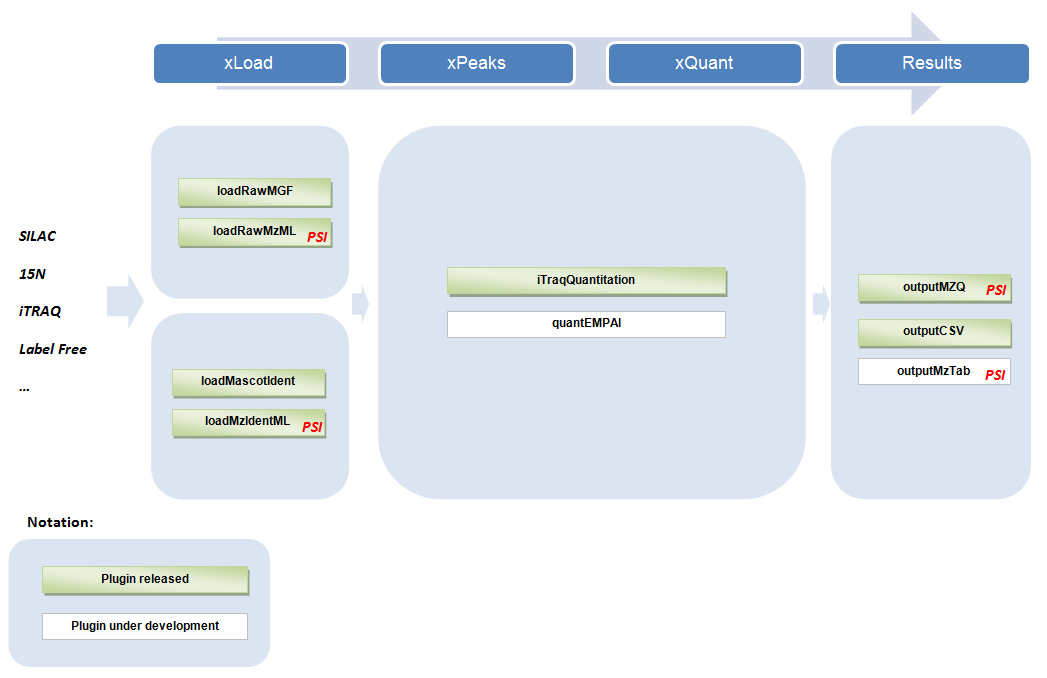 xLoad
xPeaks
xQuant
Results
SILAC
15N
iTRAQ
Label Free
...
loadRawMGF
loadRawMzML PSI
loadMascotIdent
loadMzIdentML PSI
iTraqQuantitation
quantEMPAI
outputMZQ PSI
outputCSV
outputMzTab PSI
Notation:
Plugin released
Plugin under development